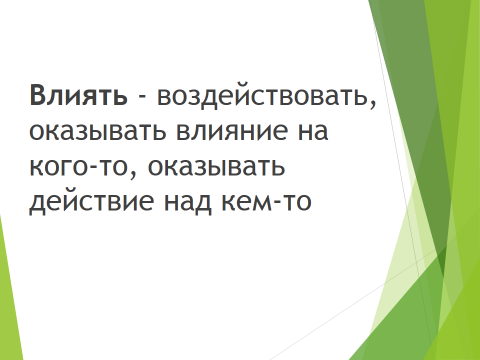 Влиять - воздействовать,
оказывать влияние на
кого-то, оказывать
действие над кем-то